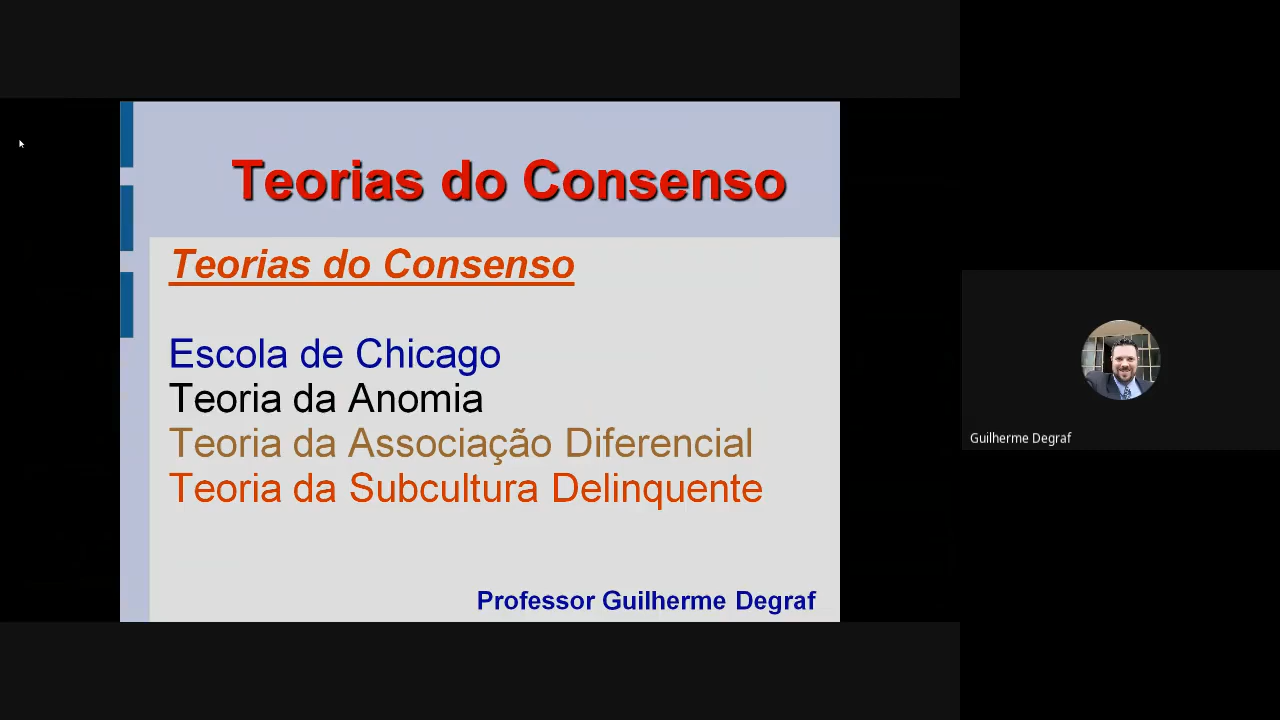 Teorias do Consenso
Teorias do Consenso
Escola de Chicago
Teoria da Anomia
Teoria da Associação Diferencial
Teoria da Subcultura Delinquente
Professor Guilherme Degraf
Guilherme Degraf